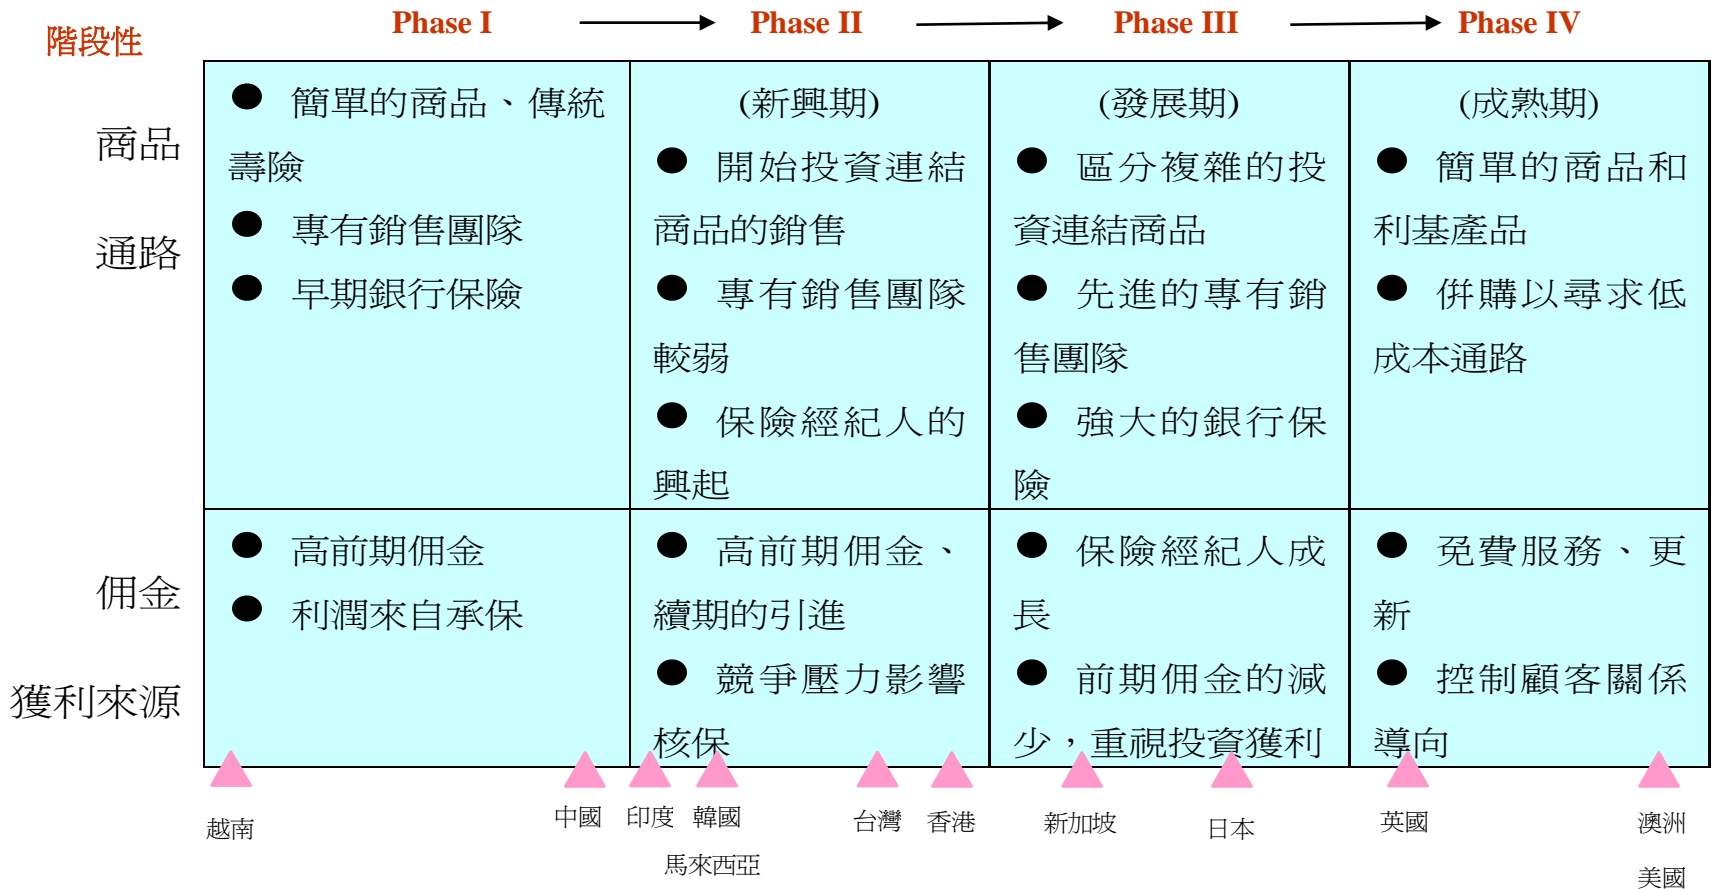 Phase I Phase II Phase III Phase IV
階段性
商品
通路
● 簡單的商品、傳統
壽險
● 專有銷售團隊
● 早期銀行保險
(新興期)
● 開始投資連結
商品的銷售
● 專有銷售團隊
較弱
● 保險經紀人的
興起
(發展期)
● 區分複雜的投
資連結商品
● 先進的專有銷
售團隊
● 強大的銀行保
險
(成熟期)
● 簡單的商品和
利基產品
● 併購以尋求低
成本通路
佣金
獲利來源
● 高前期佣金
● 利潤來自承保
● 高前期佣金、
續期的引進
● 競爭壓力影響
核保
● 保險經紀人成
長
● 前期佣金的減
少，重視投資獲利
● 免費服務、更
新
● 控制顧客關係
導向
越南
中國
印度
韓國
馬來西亞
台灣
香港
新加坡
日本
英國
澳洲
美國